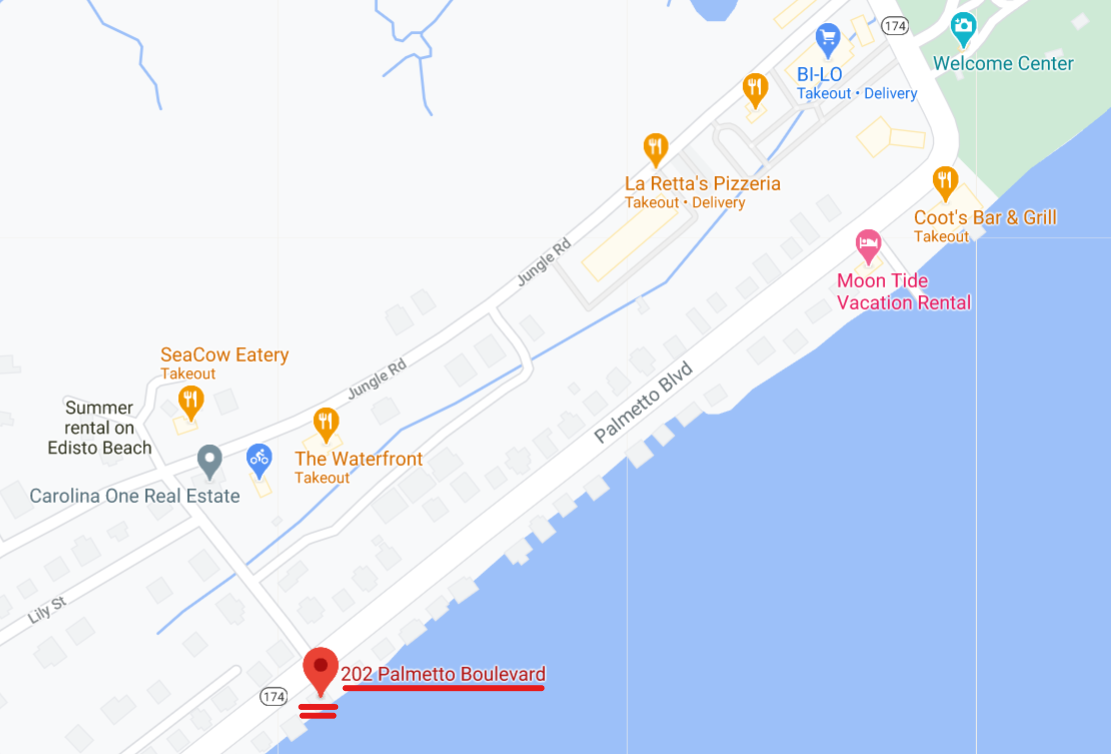 174
Welcome Center
BI-LO
Takeout • Delivery
La Retta's Pizzeria
Takeout • Delivery
Coot's Bar & Grill
Takeout
Moon Tide
Vacation Rental
Jungle Rd
SeaCow Eatery
Takeout
Jungle Rd
Palmetto Blvd
Summer
rental on
Edisto Beach
The Waterfront
Takeout
Carolina One Real Estate
Lily St
202 Palmetto Boulevard
174